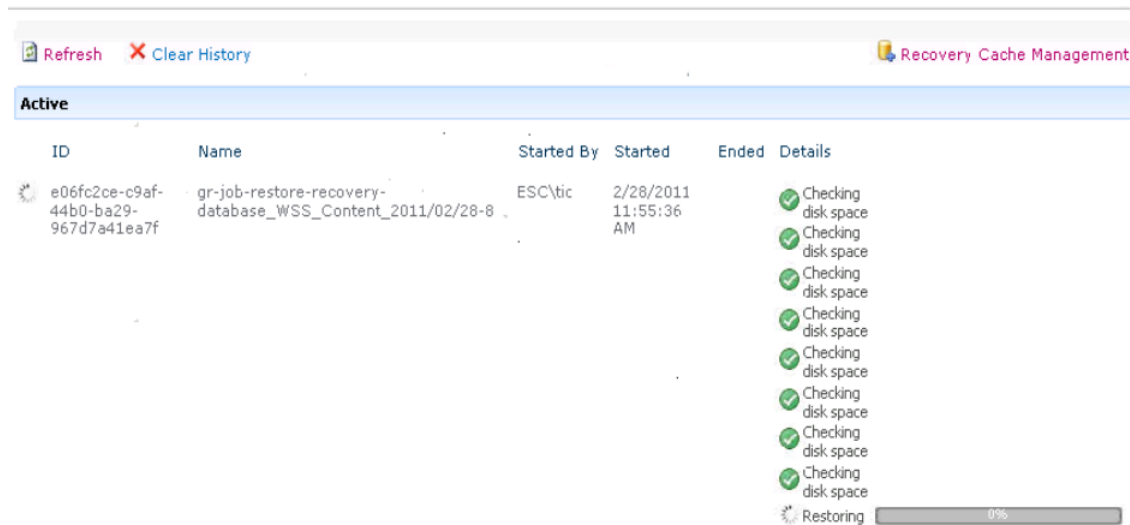 Refresh Clear History Recovery Cache Management
Active
ID Name Started By Started Ended Details
e06fc2ce-c9af-44b0-ba29-967d7a41ea7f
gr-job-restore-recovery-
database_WSS_Content_2011/02/28-8
ESC\tic
2/28/2011
11:55:36
AM
Checking
disk space
Checking
disk space
Checking
disk space
Checking
disk space
Checking
disk space
Checking
disk space
Checking
disk space
Checking
disk space
Restoring 0%